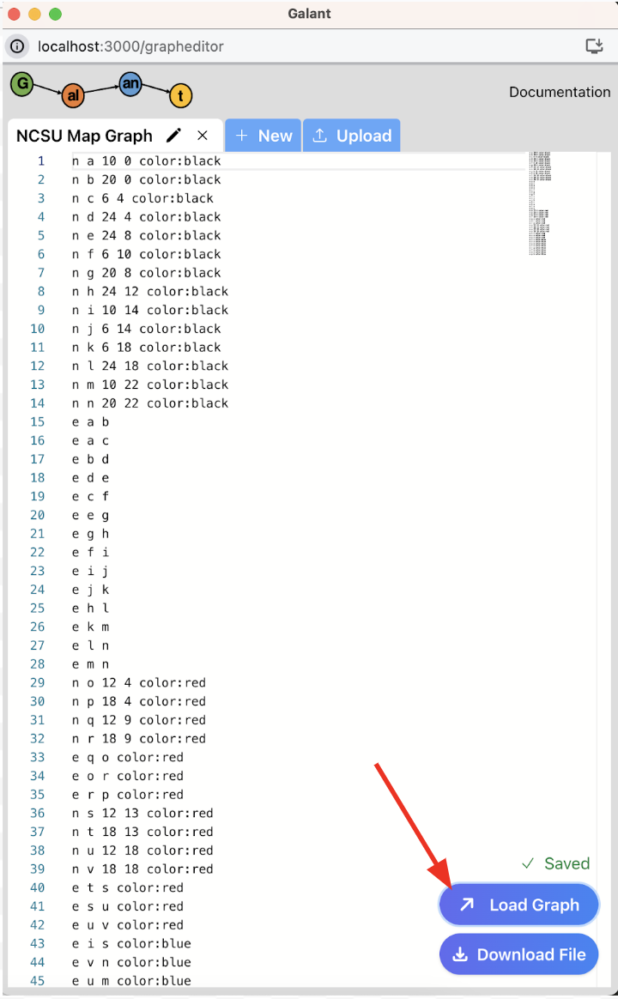 Galant
localhost:3000/grapheditor
G al an t
Documentation
NCSU Map Graph
New
Upload
1 n a 10 0 color:black
2 n b 20 0 color:black
3 n c 6 4 color:black
4 n d 24 4 color:black
5 n e 24 8 color:black
6 n f 6 10 color:black
7 n g 20 8 color:black
8 n h 24 12 color:black
9 n i 10 14 color:black
10 n j 6 14 color:black
11 n k 6 18 color:black
12 n l 24 18 color:black
13 n m 10 22 color:black
14 n n 20 22 color:black
15 e a b
16 e a c
17 e b d
18 e d e
19 e c f
20 e e g
21 e g h
22 e f i
23 e i j
24 e j k
25 e h l
26 e k m
27 e l n
28 e m n
29 n o 12 4 color:red
30 n p 18 4 color:red
31 n q 12 9 color:red
32 n r 18 9 color:red
33 e q o color:red
34 e o r color:red
35 e r p color:red
36 n s 12 13 color:red
37 n t 18 13 color:red
38 n u 12 18 color:red
39 n v 18 18 color:red
40 e t s color:red
41 e s u color:red
42 e u v color:red
43 e i s color:blue
44 e v n color:blue
45 e u m color:blue
Saved
Load Graph
Download File